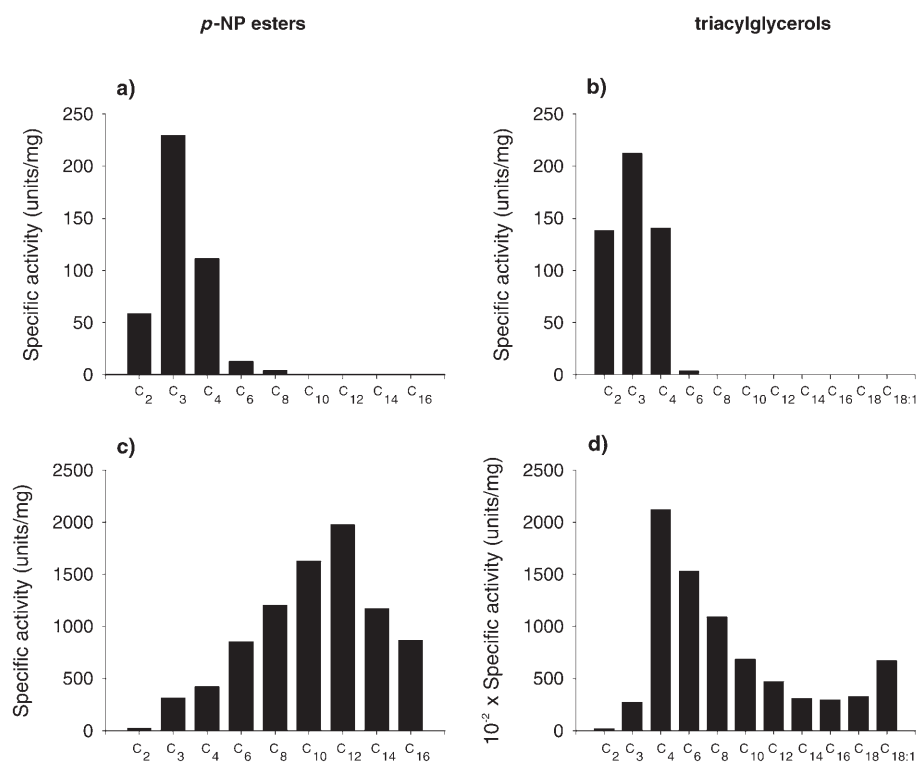 p-NP esters
triacylglycerols
a)
Specific activity (units/mg)
250
200
150
100
50
0
C2 C3 C4 C6 C8 C10 C12 C14 C16
b)
Specific activity (units/mg)
250
200
150
100
50
0
C2 C3 C4 C6 C8 C10 C12 C14 C16 C18 C18:1
c)
Specific activity (units/mg)
2500
2000
1500
1000
500
0
C2 C3 C4 C6 C8 C10 C12 C14 C16
d)
10-2 x Specific activity (units/mg)
2500
2000
1500
1000
500
0
C2 C3 C4 C6 C8 C10 C12 C14 C16 C18 C18:1